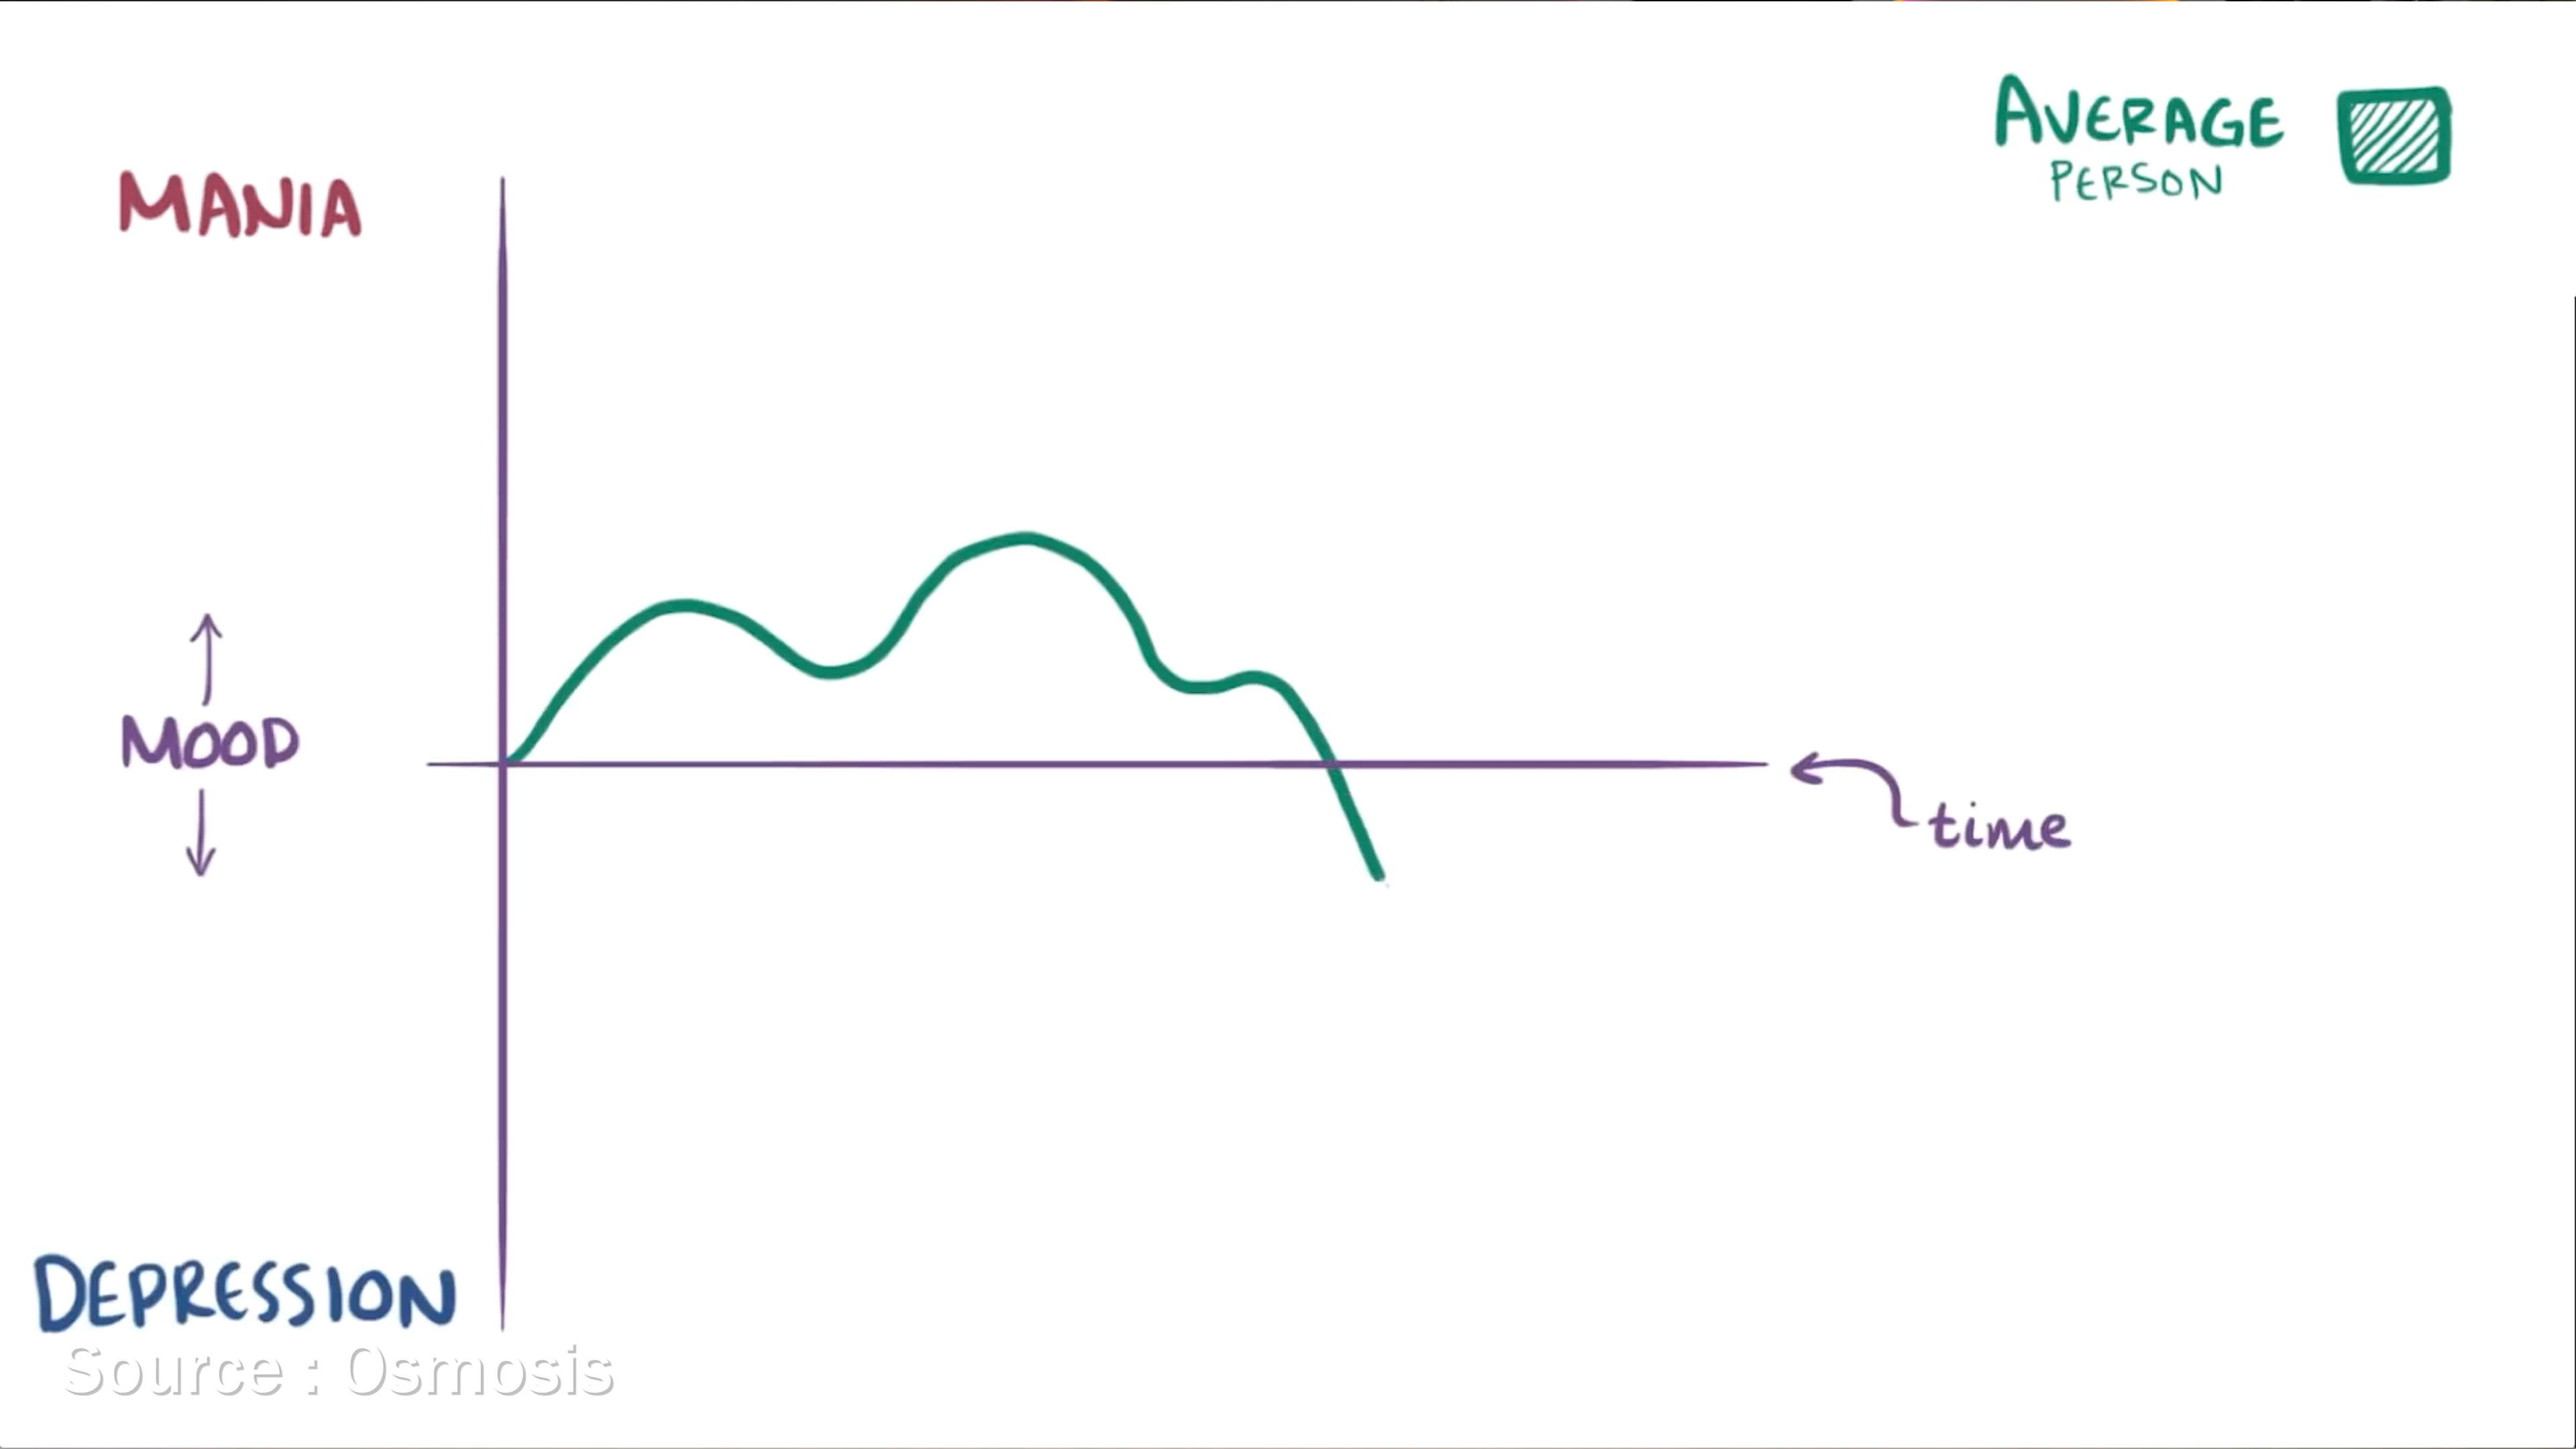 AVERAGE
PERSON
MANIA
MOOD
time
DEPRESSION
Source : Osmosis